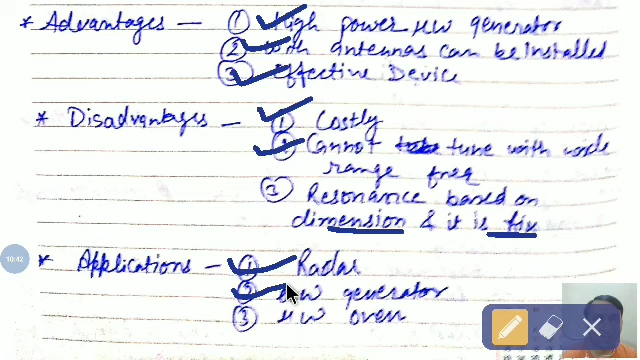 * Advantages — ① High power μw generator
② With antennas can be installed
③ Effective Device
* Disadvantages — ① Costly
② Cannot tune with wide
range freq
③ Resonance based on
dimension & it is fix
10:42
* Applications — ① Radar
② μw generator
③ μw oven